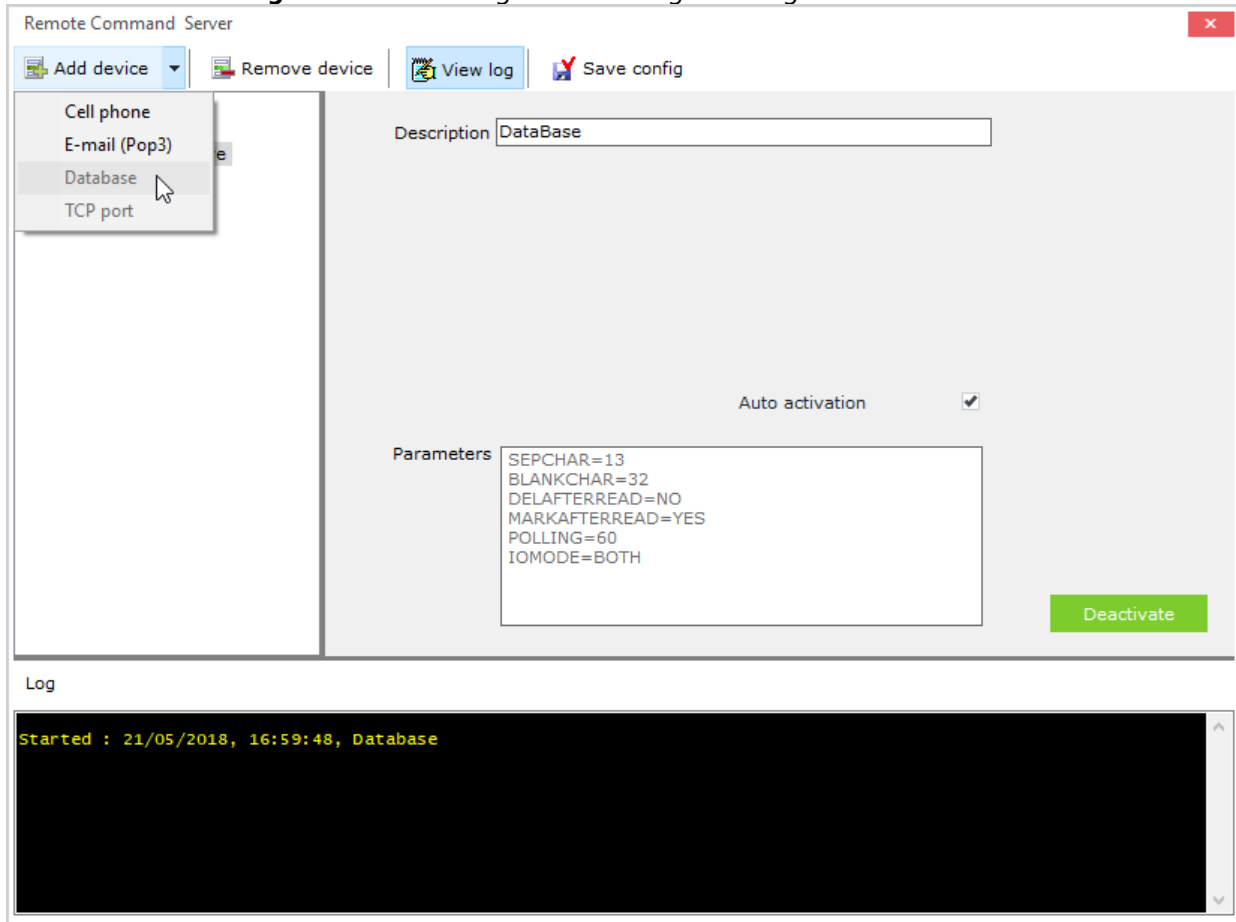 Remote Command Server
Add device
Remove device
View log
Save config
Cell phone
E-mail (Pop3)
Database
TCP port
e
Description DataBase
Auto activation
Parameters
SEPCHAR=13
BLANKCHAR=32
DELAFTERREAD=NO
MARKAFTERREAD=YES
POLLING=60
IOMODE=BOTH
Deactivate
Log
Started : 21/05/2018, 16:59:48, Database